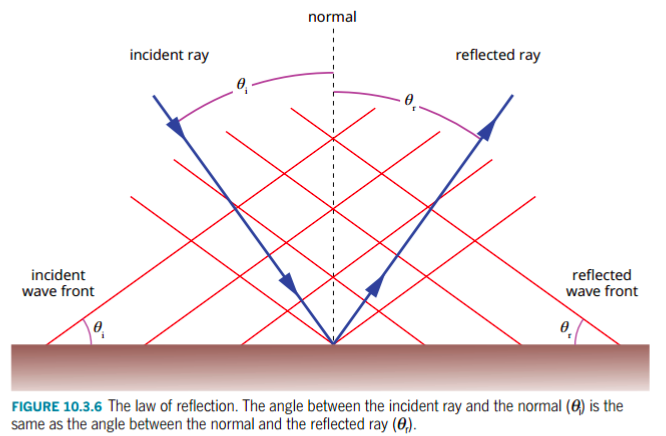 normal
incident ray
reflected ray
θi
θr
incident
wave front
reflected
wave front
θi
θr
FIGURE 10.3.6 The law of reflection. The angle between the incident ray and the normal (θi) is the
same as the angle between the normal and the reflected ray (θr).